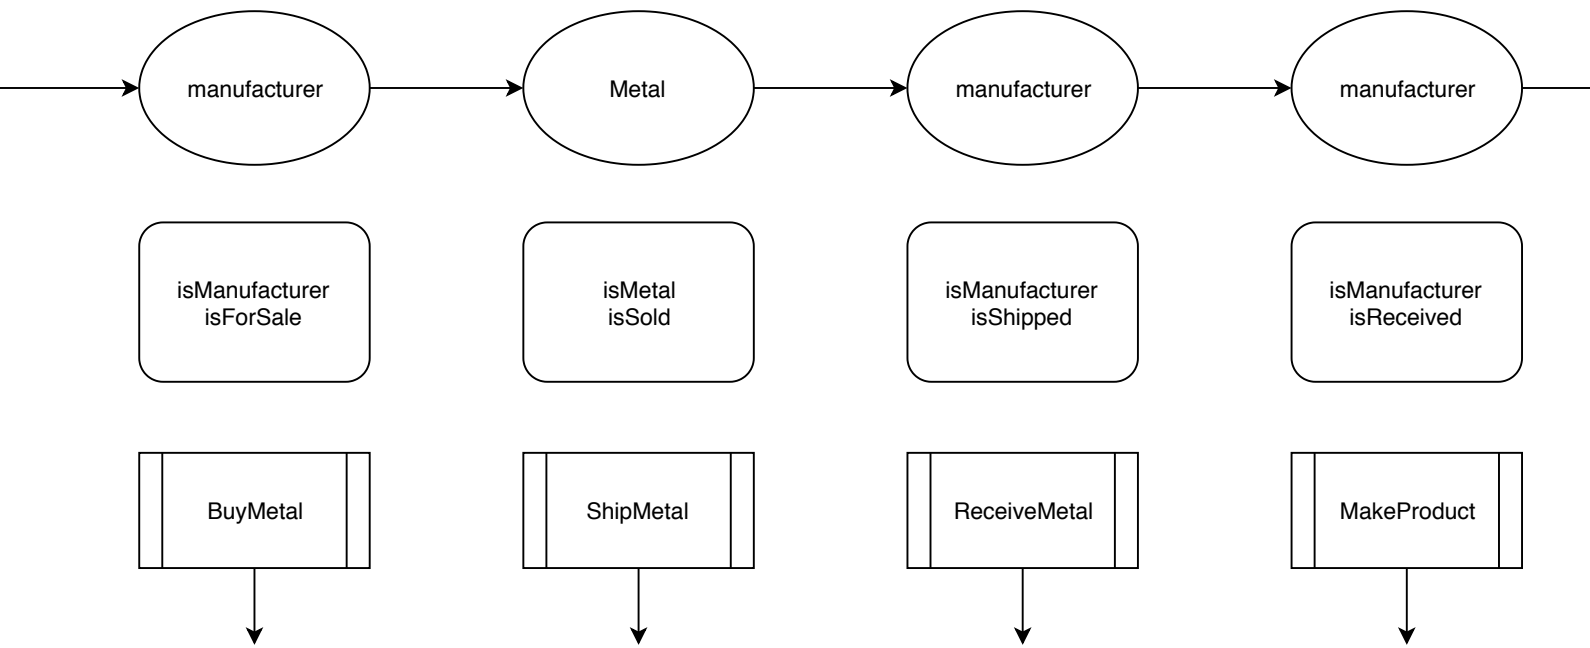 manufacturer
Metal
manufacturer
manufacturer
isManufacturer
isForSale
isMetal
isSold
isManufacturer
isShipped
isManufacturer
isReceived
BuyMetal
ShipMetal
ReceiveMetal
MakeProduct